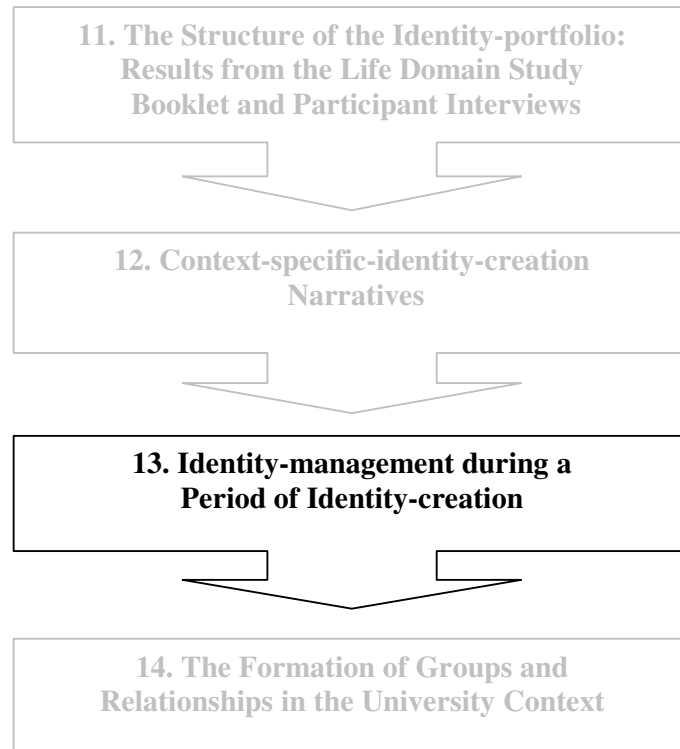 11. The Structure of the Identity-portfolio:
Results from the Life Domain Study
Booklet and Participant Interviews
12. Context-specific-identity-creation
Narratives
13. Identity-management during a
Period of Identity-creation
14. The Formation of Groups and
Relationships in the University Context